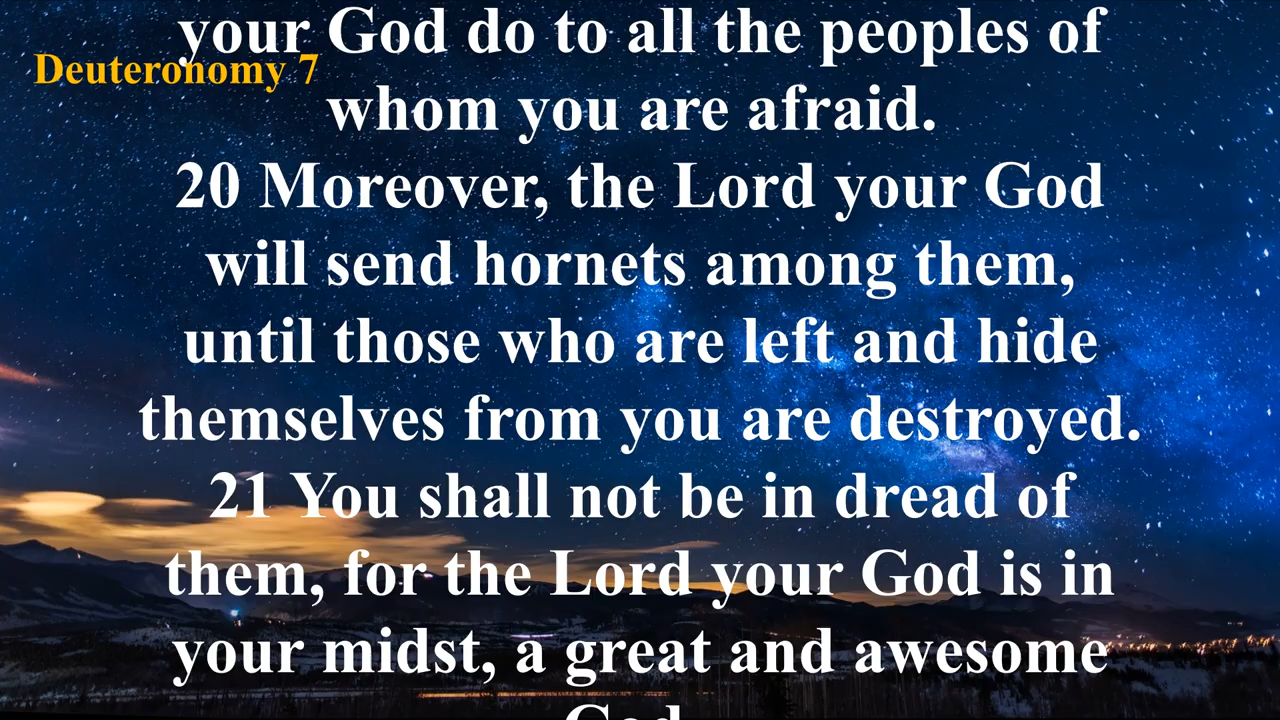 your God do to all the peoples of
Deuteronomy 7
whom you are afraid.
20 Moreover, the Lord your God
will send hornets among them,
until those who are left and hide
themselves from you are destroyed.
21 You shall not be in dread of
them, for the Lord your God is in
your midst, a great and awesome
God.